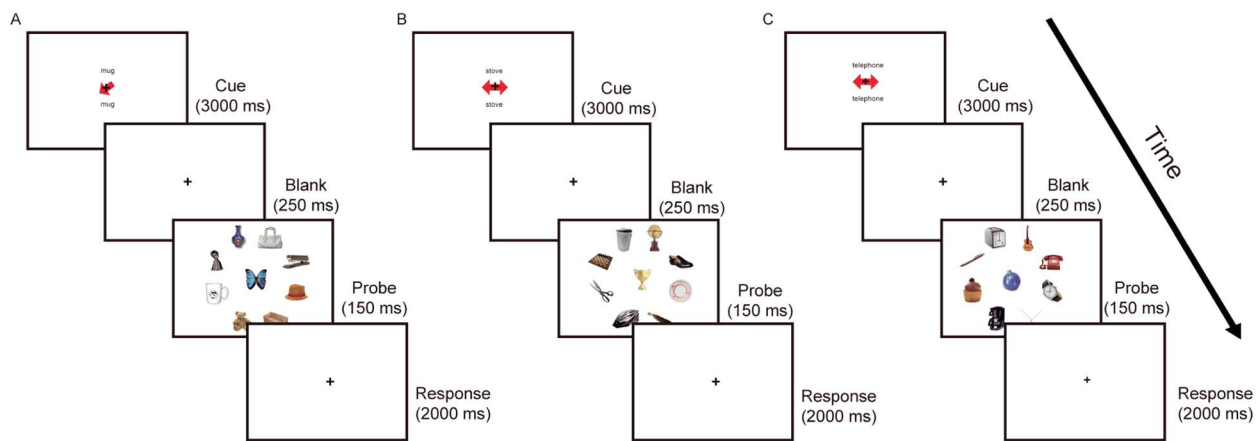 A
mug
mug
Cue
(3000 ms)
Blank
(250 ms)
Probe
(150 ms)
Response
(2000 ms)
B
stove
stove
Cue
(3000 ms)
Blank
(250 ms)
Probe
(150 ms)
Response
(2000 ms)
C
telephone
telephone
Cue
(3000 ms)
Blank
(250 ms)
Probe
(150 ms)
Response
(2000 ms)
Time